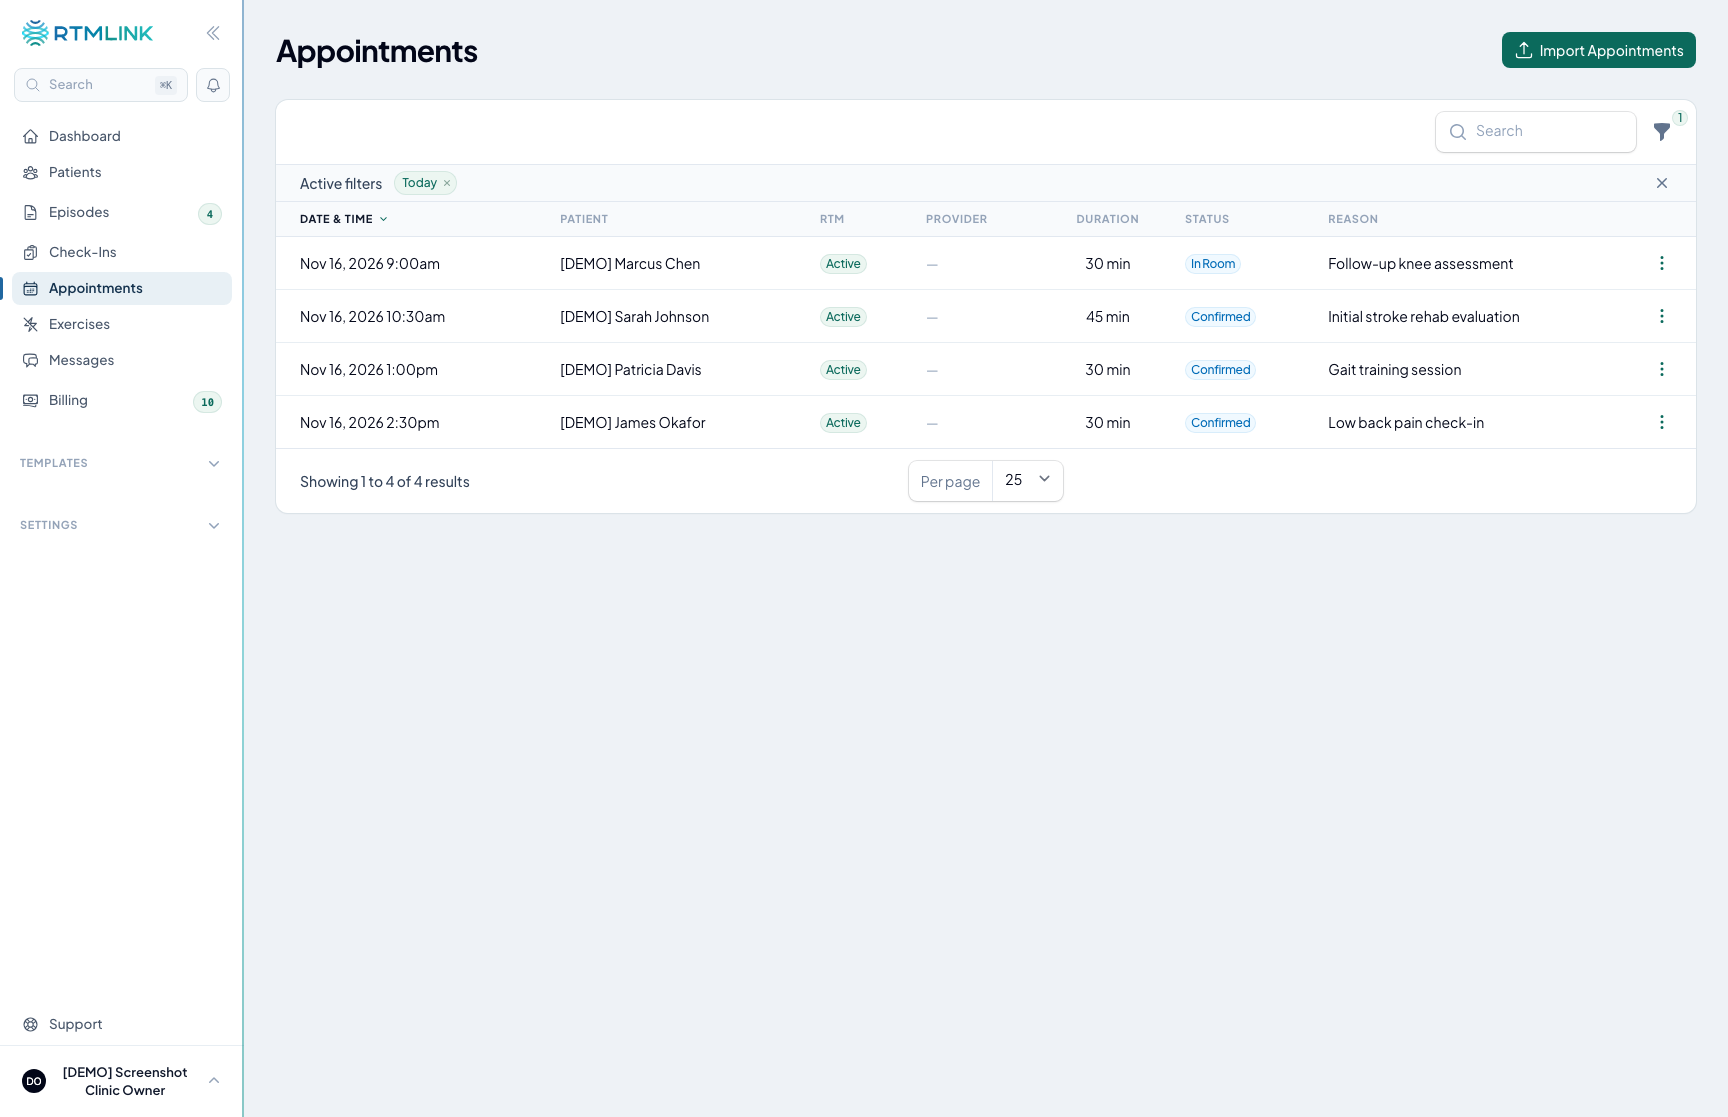 RTMLINK
Search ⌘K
Dashboard
Patients
Episodes 4
Check-Ins
Appointments
Exercises
Messages
Billing 10
TEMPLATES
SETTINGS
Support
DO [DEMO] Screenshot
Clinic Owner
Appointments
Import Appointments
Search 1
Active filters Today ×
DATE & TIME PATIENT RTM PROVIDER DURATION STATUS REASON
Nov 16, 2026 9:00am [DEMO] Marcus Chen Active — 30 min In Room Follow-up knee assessment
Nov 16, 2026 10:30am [DEMO] Sarah Johnson Active — 45 min Confirmed Initial stroke rehab evaluation
Nov 16, 2026 1:00pm [DEMO] Patricia Davis Active — 30 min Confirmed Gait training session
Nov 16, 2026 2:30pm [DEMO] James Okafor Active — 30 min Confirmed Low back pain check-in
Showing 1 to 4 of 4 results Per page 25